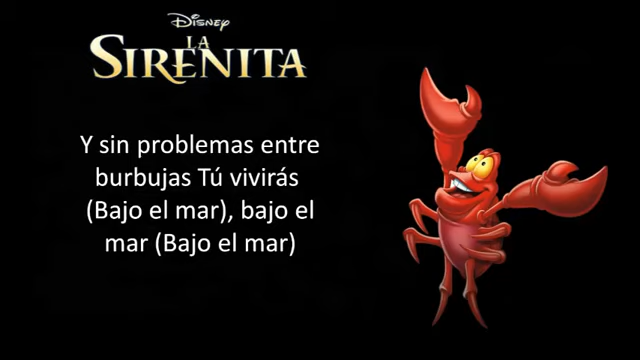 Disney
LA
SIRENITA
Y sin problemas entre
burbujas Tú vivirás
(Bajo el mar), bajo el
mar (Bajo el mar)